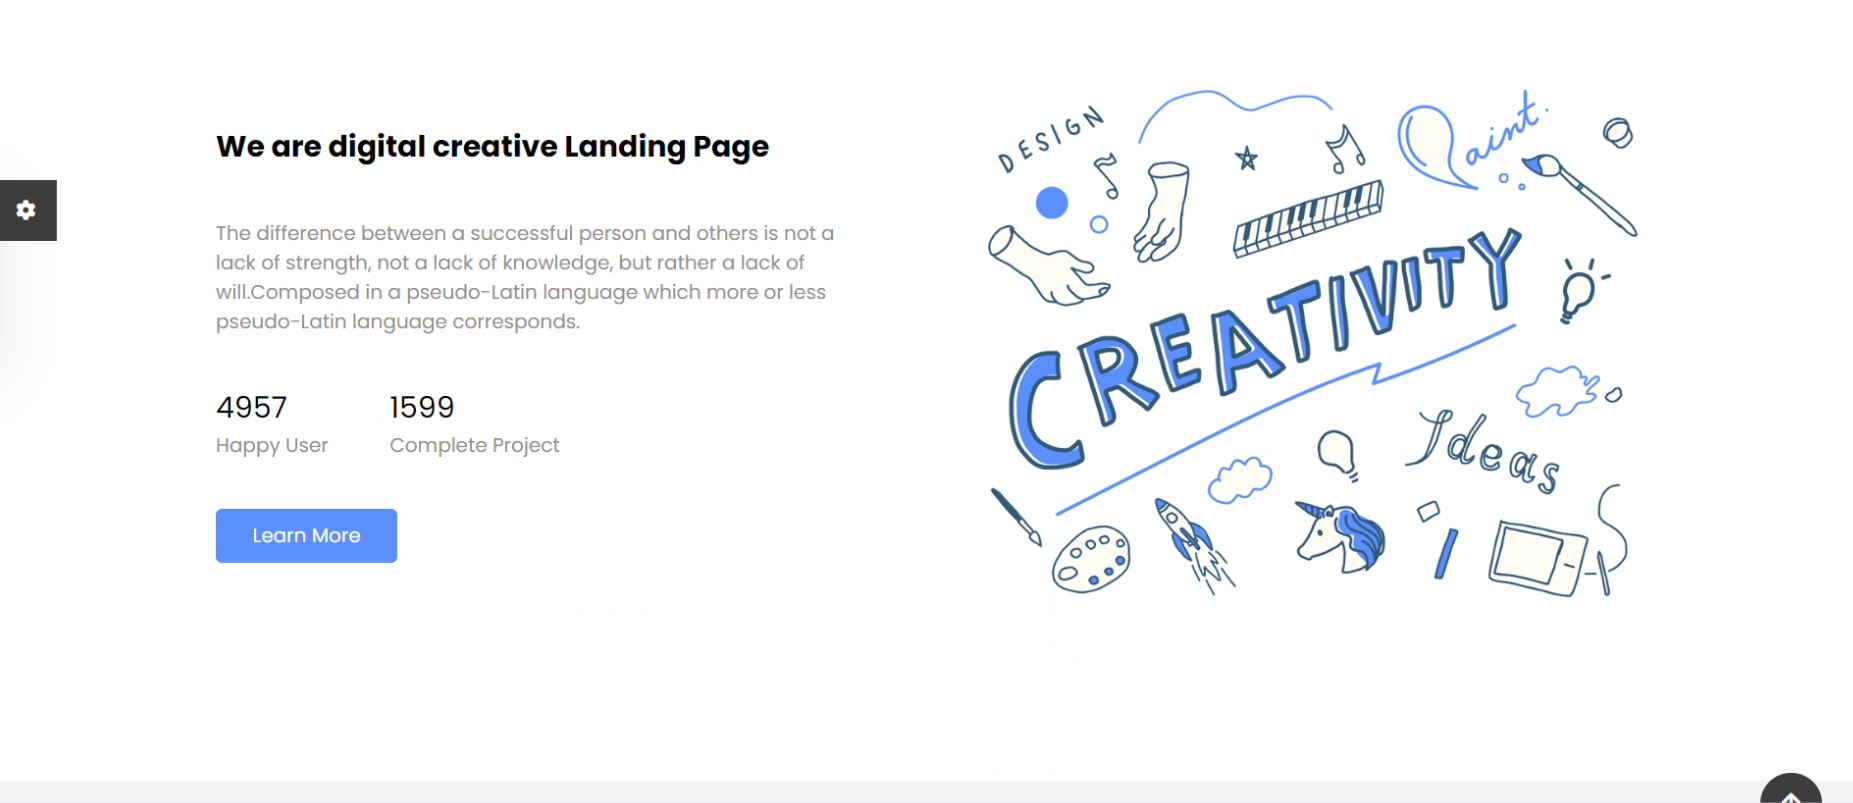 We are digital creative Landing Page
The difference between a successful person and others is not a
lack of strength, not a lack of knowledge, but rather a lack of
will.Composed in a pseudo-Latin language which more or less
pseudo-Latin language corresponds.
4957
Happy User
1599
Complete Project
Learn More
DESIGN
Paint.
CREATIVITY
Ideas